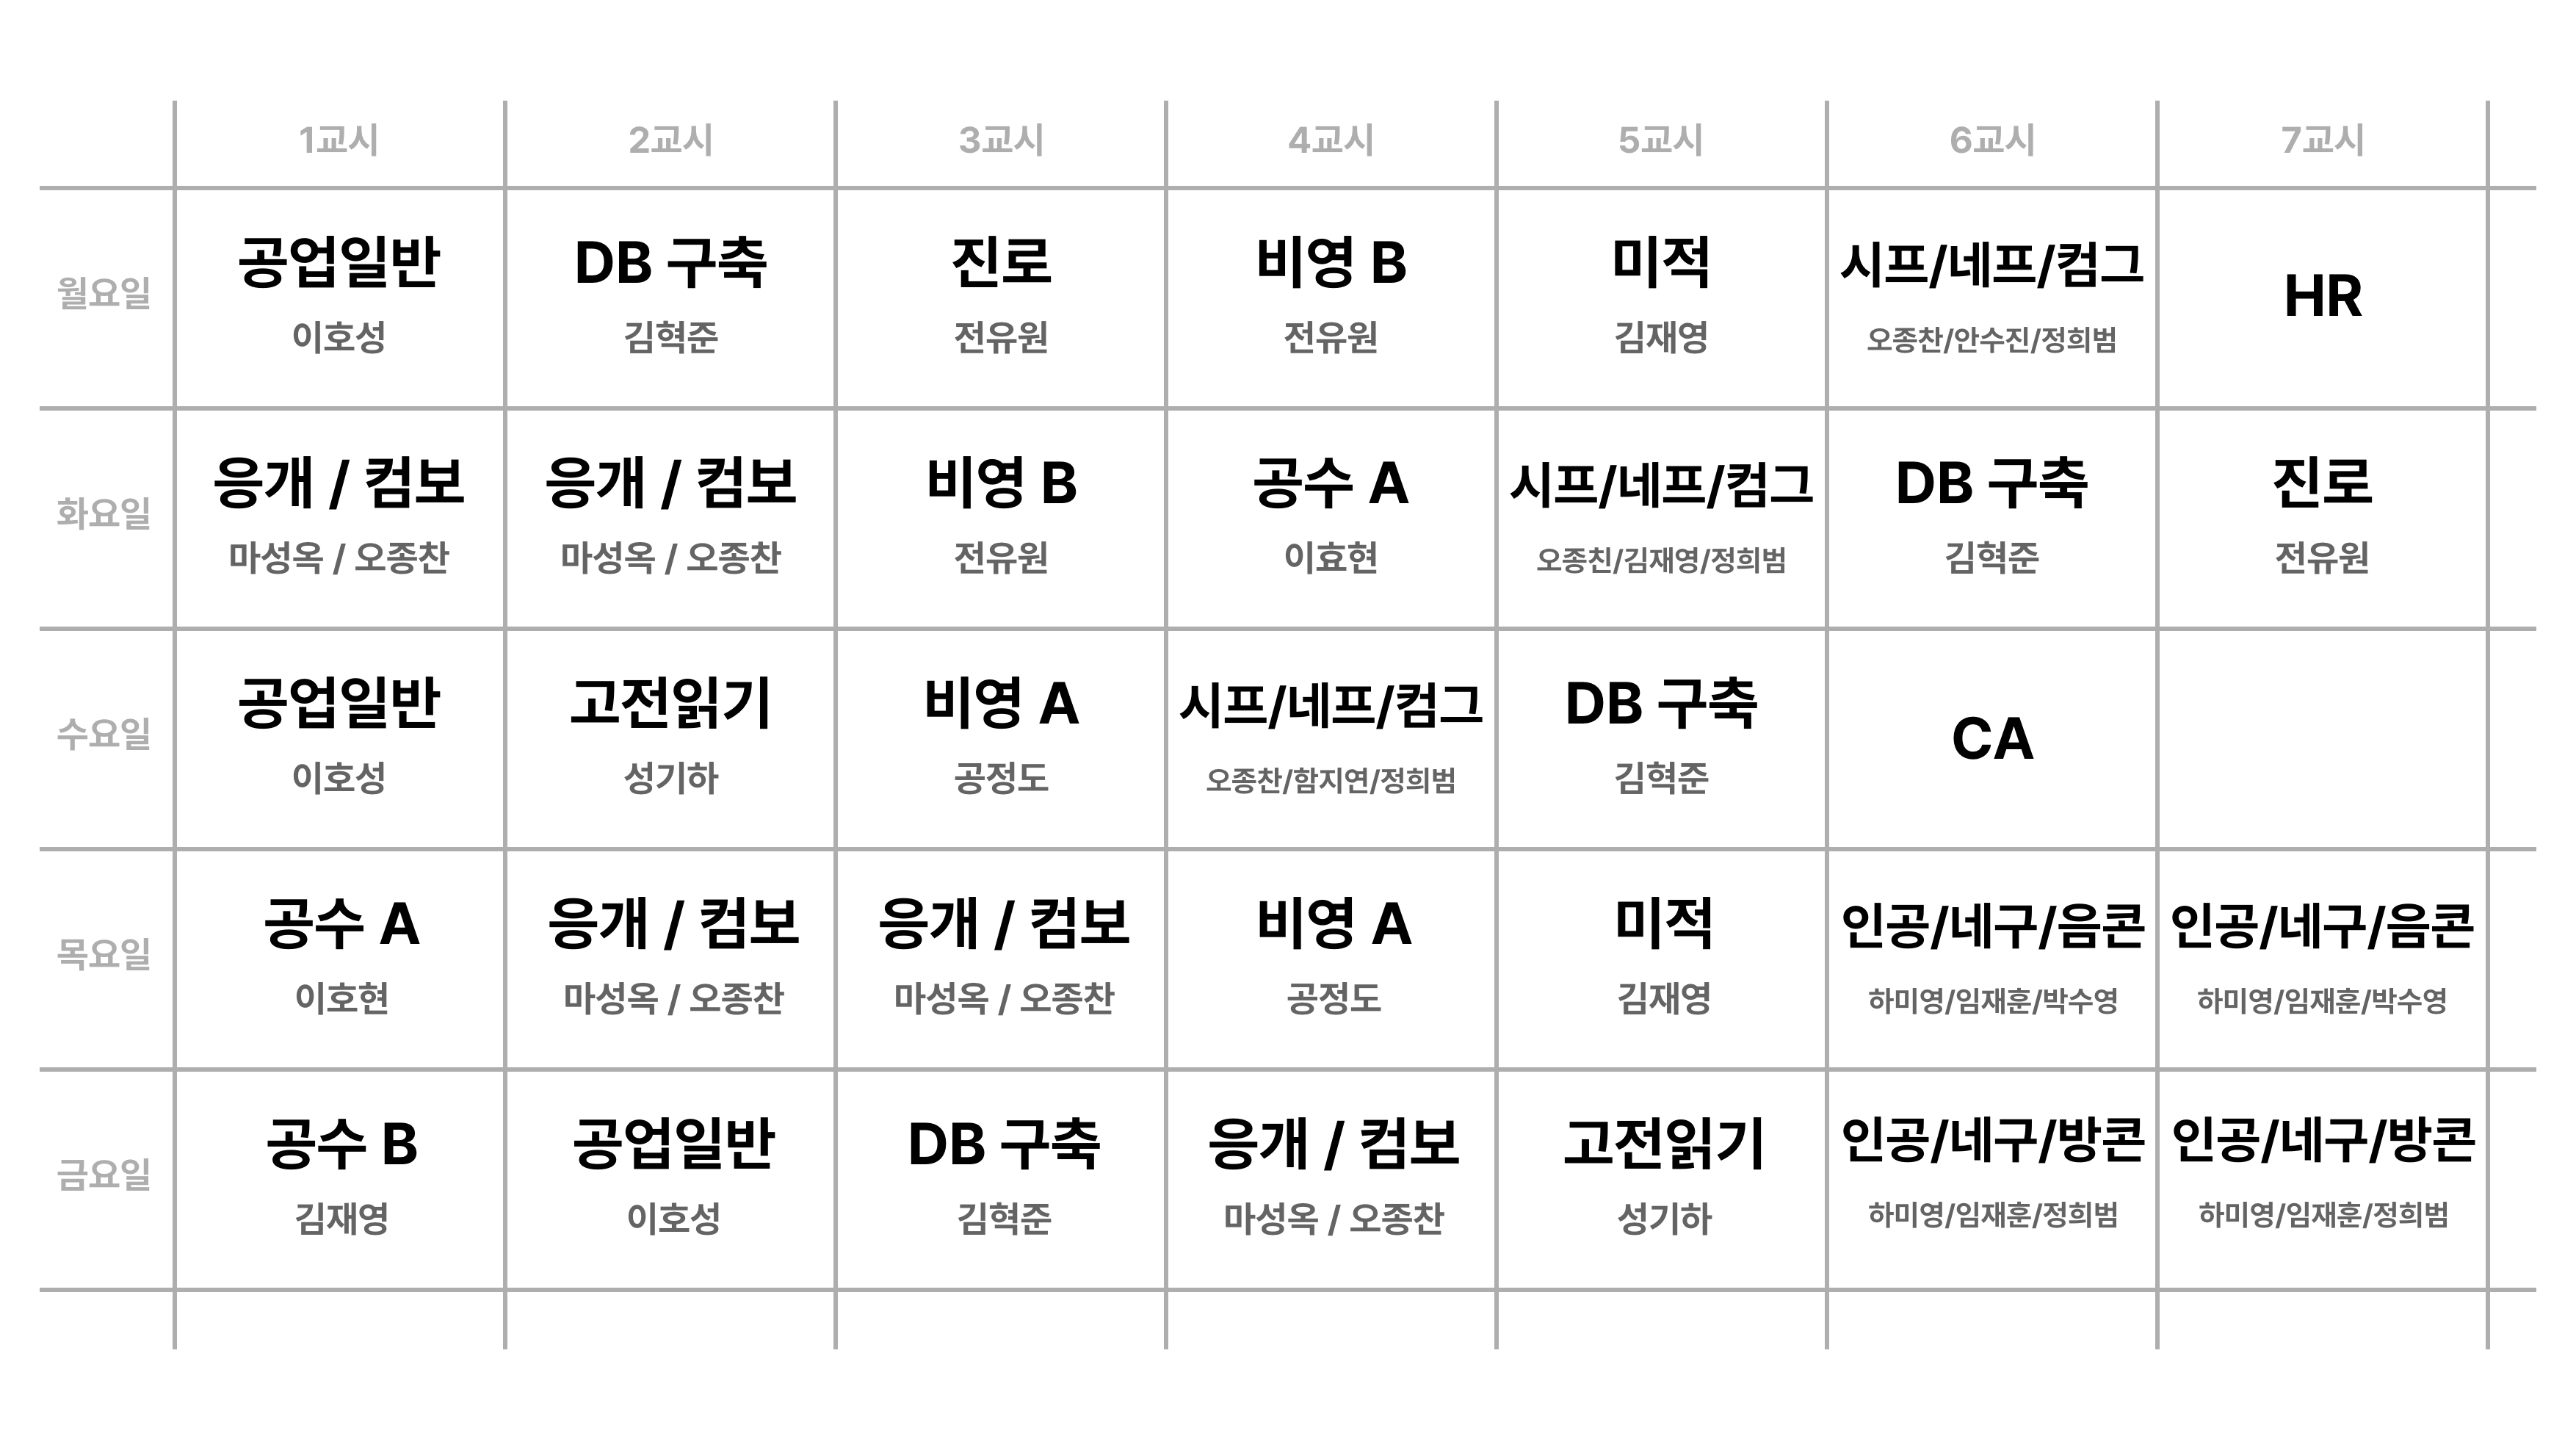 1교시 2교시 3교시 4교시 5교시 6교시 7교시
월요일
공업일반 DB 구축 진로 비영 B 미적 시프/네프/컴그 HR
이호성 김혁준 전유원 전유원 김재영 오종찬/안수진/정희범
화요일
응개 / 컴보 응개 / 컴보 비영 B 공수 A 시프/네프/컴그 DB 구축 진로
마성옥 / 오종찬 마성옥 / 오종찬 전유원 이효현 오종친/김재영/정희범 김혁준 전유원
수요일
공업일반 고전읽기 비영 A 시프/네프/컴그 DB 구축 CA
이호성 성기하 공정도 오종찬/함지연/정희범 김혁준
목요일
공수 A 응개 / 컴보 응개 / 컴보 비영 A 미적 인공/네구/음콘 인공/네구/음콘
이호현 마성옥 / 오종찬 마성옥 / 오종찬 공정도 김재영 하미영/임재훈/박수영 하미영/임재훈/박수영
금요일
공수 B 공업일반 DB 구축 응개 / 컴보 고전읽기 인공/네구/방콘 인공/네구/방콘
김재영 이호성 김혁준 마성옥 / 오종찬 성기하 하미영/임재훈/정희범 하미영/임재훈/정희범